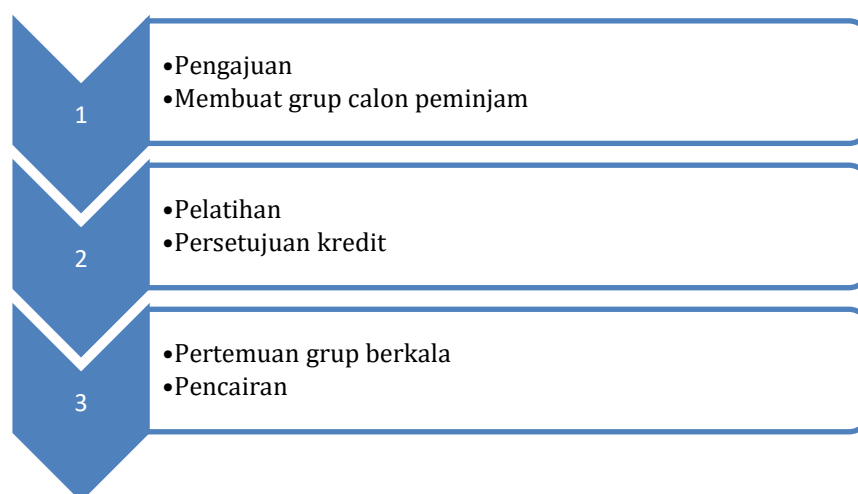 1
•Pengajuan
•Membuat grup calon peminjam
2
•Pelatihan
•Persetujuan kredit
3
•Pertemuan grup berkala
•Pencairan